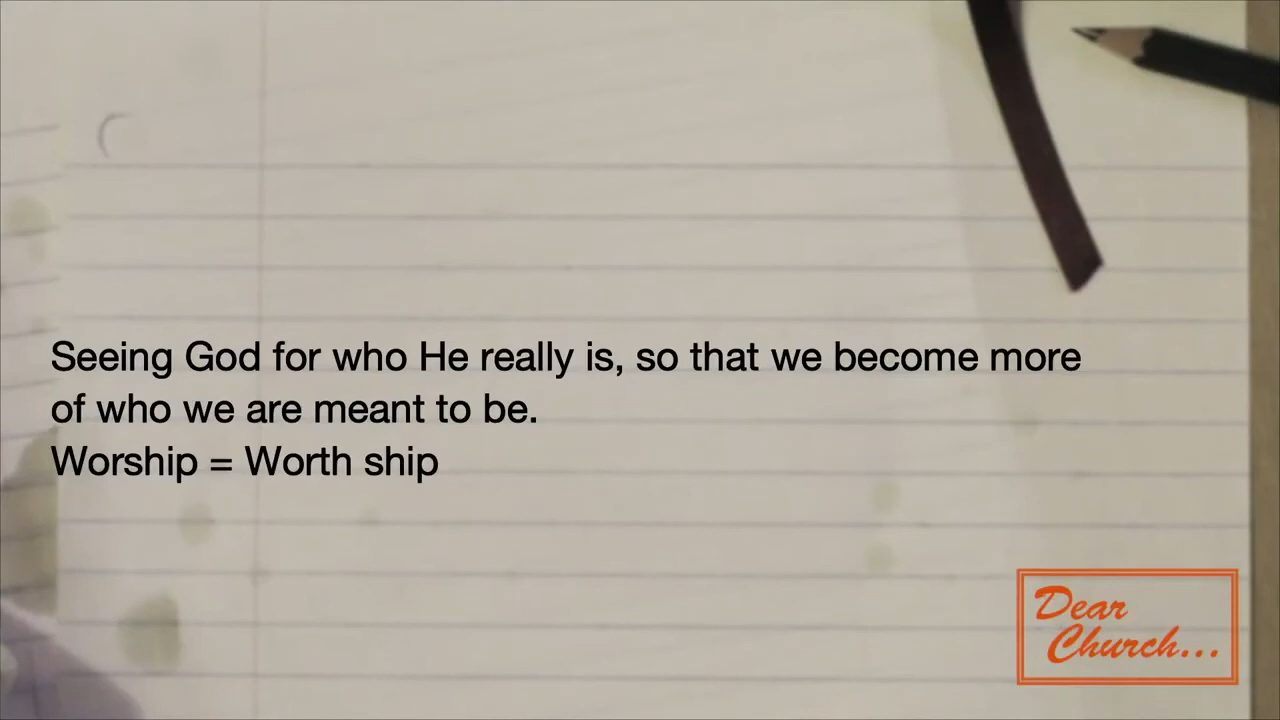 Seeing God for who He really is, so that we become more
of who we are meant to be.
Worship = Worth ship
Dear
Church...